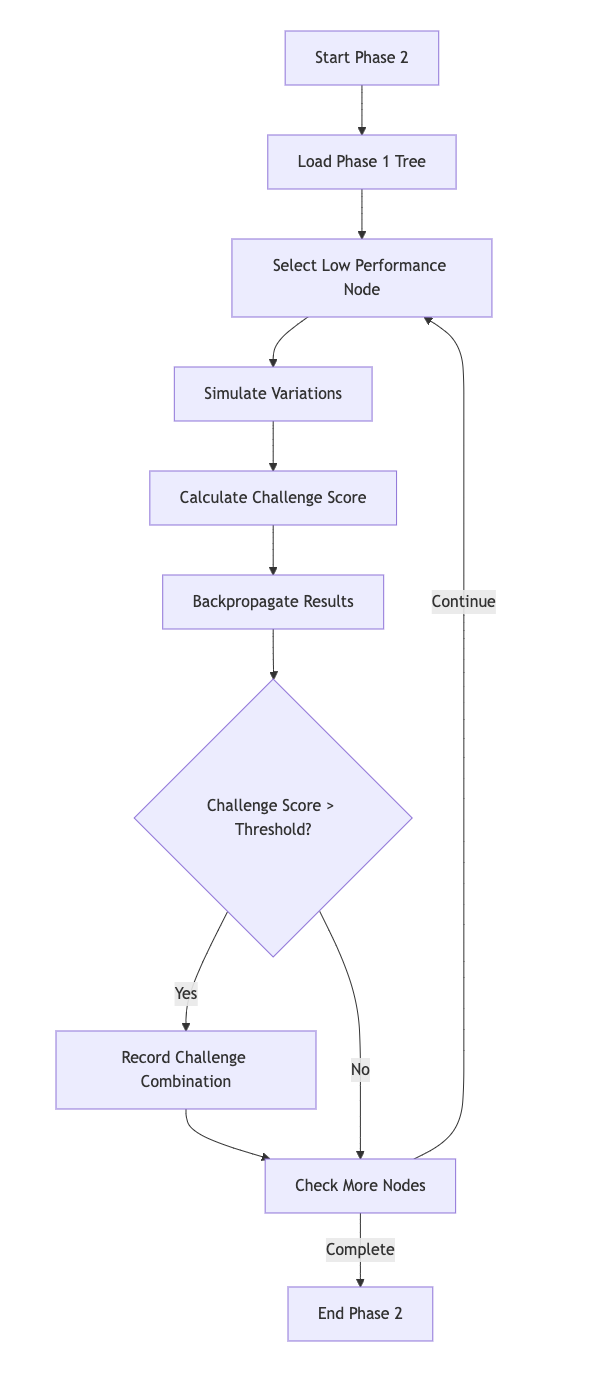 Start Phase 2
Load Phase 1 Tree
Select Low Performance
Node
Simulate Variations
Calculate Challenge Score
Backpropagate Results
Continue
Challenge Score >
Threshold?
Yes
Record Challenge
Combination
No
Check More Nodes
Complete
End Phase 2